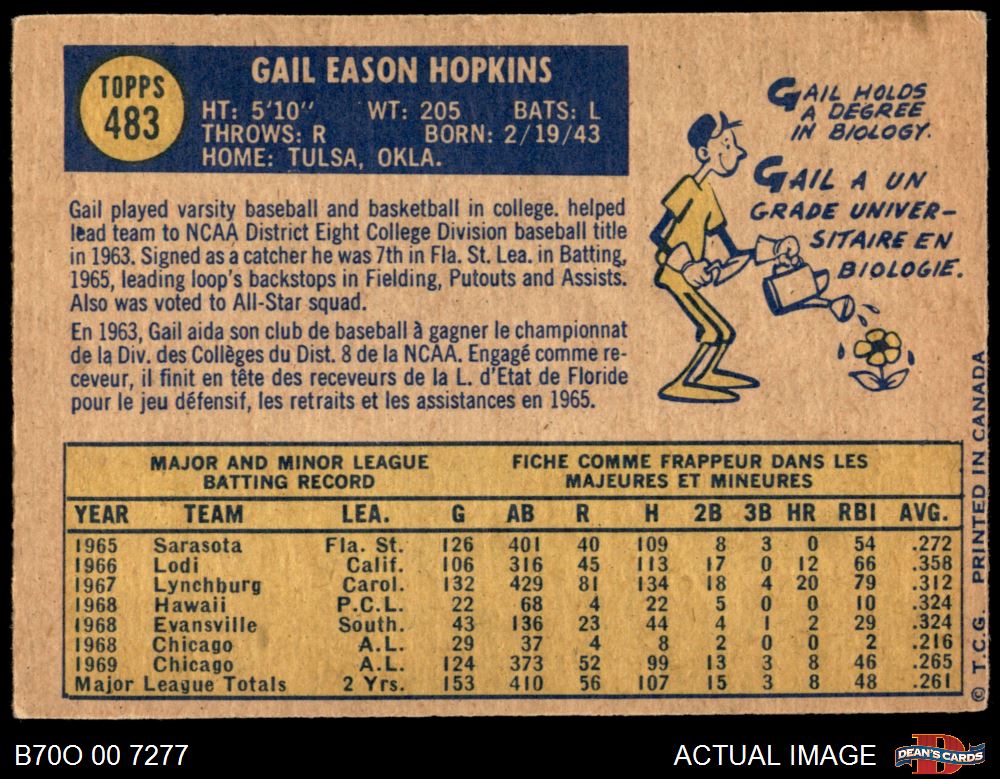 TOPPS
483
GAIL EASON HOPKINS
HT: 5'10" WT: 205 BATS: L
THROWS: R BORN: 2/19/43
HOME: TULSA, OKLA.
GAIL HOLDS
A DEGREE
IN BIOLOGY.
GAIL A UN
GRADE UNIVER-
SITAIRE EN
BIOLOGIE.
Gail played varsity baseball and basketball in college. helped
lead team to NCAA District Eight College Division baseball title
in 1963. Signed as a catcher he was 7th in Fla. St. Lea. in Batting,
1965, leading loop's backstops in Fielding, Putouts and Assists.
Also was voted to All-Star squad.
En 1963, Gail aida son club de baseball à gagner le championnat
de la Div. des Collèges du Dist. 8 de la NCAA. Engagé comme re-
ceveur, il finit en tête des receveurs de la L. d'Etat de Floride
pour le jeu défensif, les retraits et les assistances en 1965.
MAJOR AND MINOR LEAGUE
BATTING RECORD
FICHE COMME FRAPPEUR DANS LES
MAJEURES ET MINEURES
YEAR TEAM LEA. G AB R H 2B 3B HR RBI AVG.
1965 Sarasota Fla. St. 126 401 40 109 8 3 0 54 .272
1966 Lodi Calif. 106 316 45 113 17 0 12 66 .358
1967 Lynchburg Carol. 132 429 81 134 18 4 20 79 .312
1968 Hawaii P.C.L. 22 68 4 22 5 0 0 10 .324
1968 Evansville South. 43 136 23 44 4 1 2 29 .324
1968 Chicago A.L. 29 37 4 8 2 0 0 2 .216
1969 Chicago A.L. 124 373 52 99 13 3 8 46 .265
Major League Totals 2 Yrs. 153 410 56 107 15 3 8 48 .261
© T.C.G. PRINTED IN CANADA
B70O 00 7277
ACTUAL IMAGE
DEAN'S CARDS